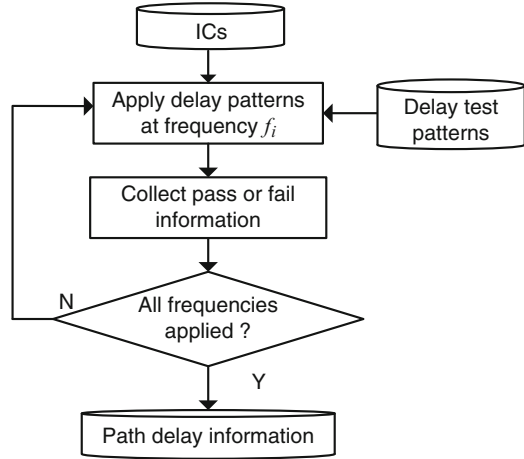 ICs
Apply delay patterns
at frequency f_i
Delay test
patterns
Collect pass or fail
information
N
All frequencies
applied ?
Y
Path delay information